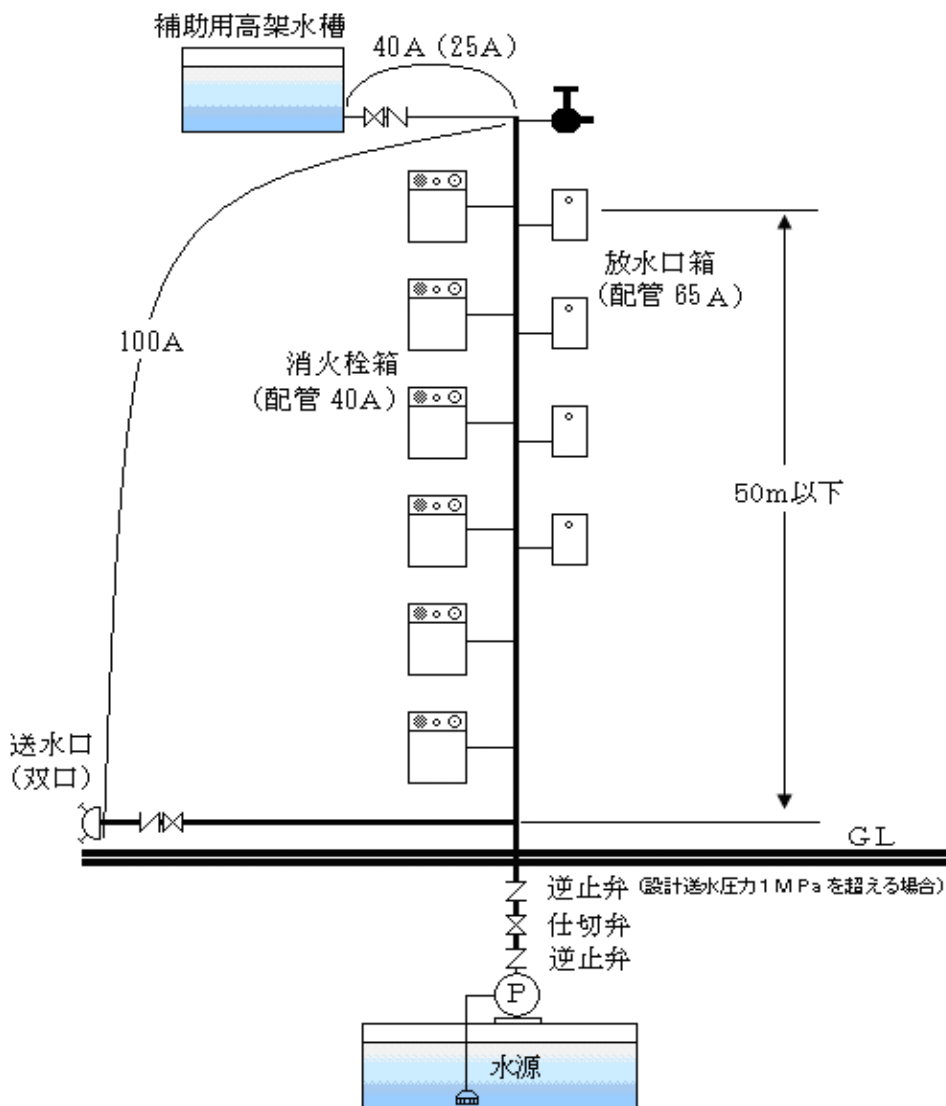 補助用高架水槽
40A（25A）
放水口箱
(配管 65A)
100A
消火栓箱
(配管 40A)
50m以下
送水口
(双口)
GL
逆止弁 (設計送水圧力1MPaを超える場合)
仕切弁
逆止弁
P
水源